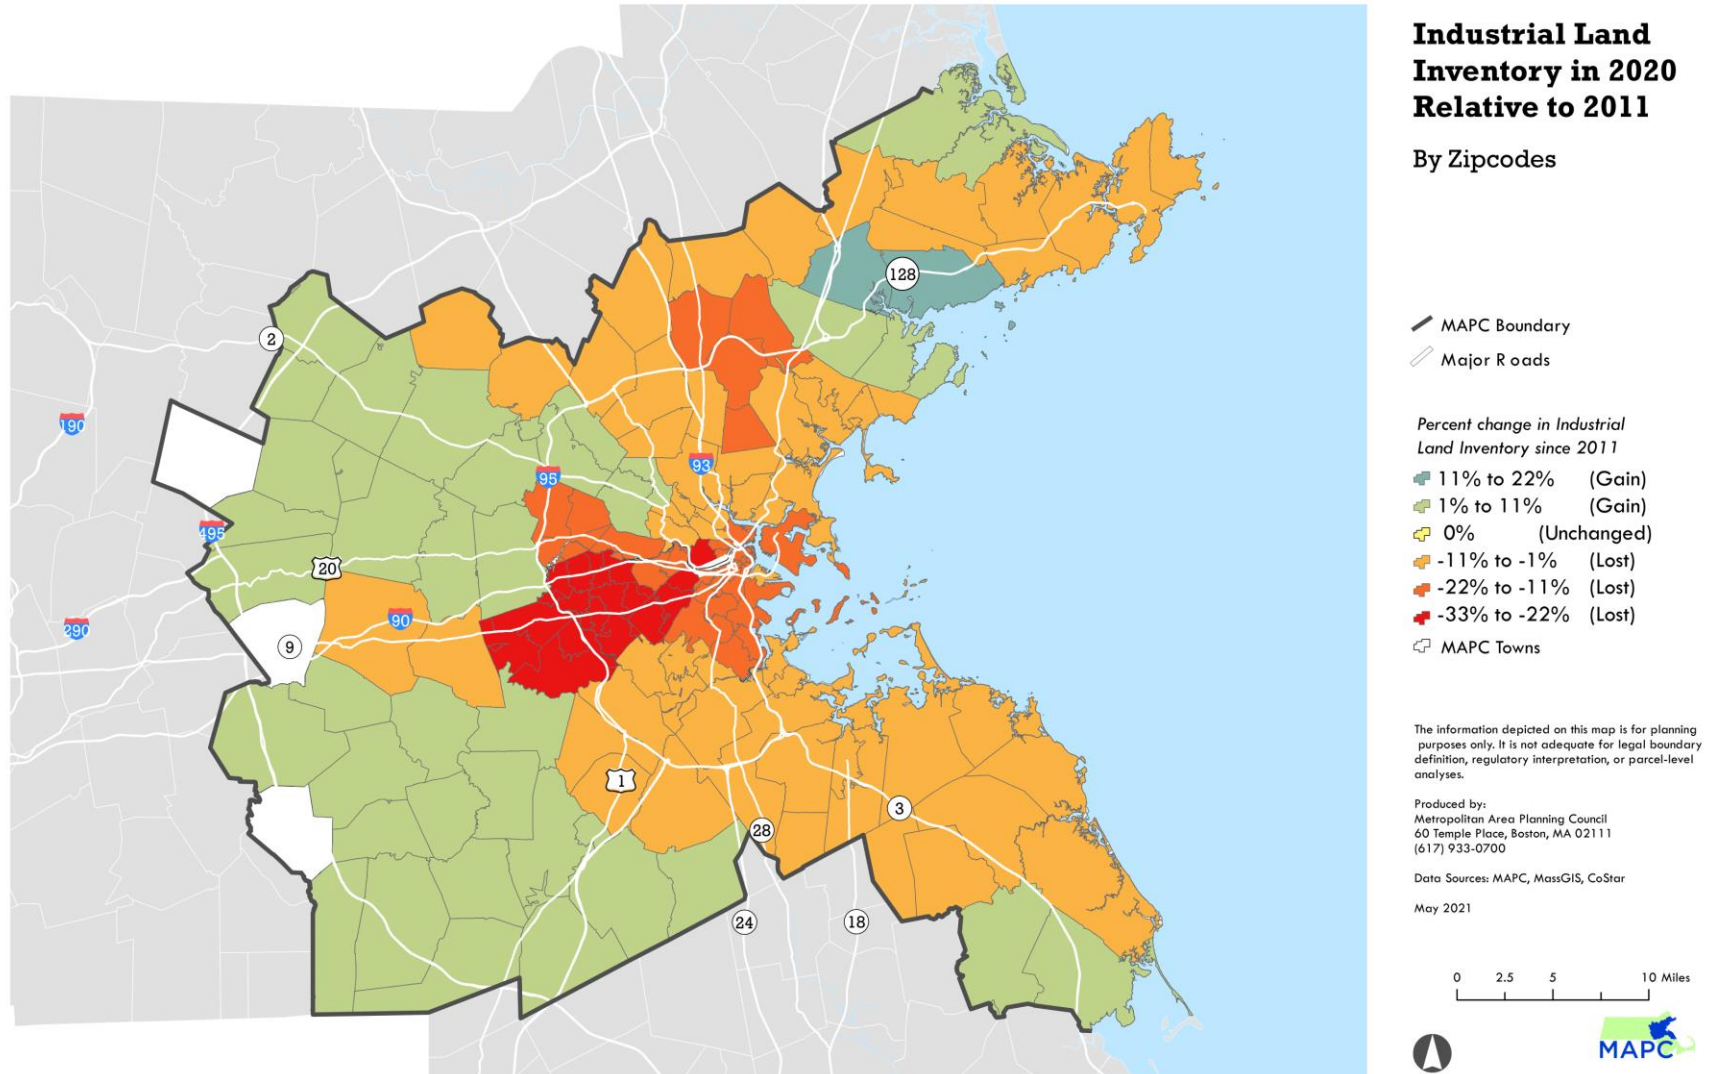 Industrial Land
Inventory in 2020
Relative to 2011
By Zipcodes
MAPC Boundary
Major Roads
Percent change in Industrial
Land Inventory since 2011
11% to 22% (Gain)
1% to 11% (Gain)
0% (Unchanged)
-11% to -1% (Lost)
-22% to -11% (Lost)
-33% to -22% (Lost)
MAPC Towns
The information depicted on this map is for planning
purposes only. It is not adequate for legal boundary
definition, regulatory interpretation, or parcel-level
analyses.
Produced by:
Metropolitan Area Planning Council
60 Temple Place, Boston, MA 02111
(617) 933-0700
Data Sources: MAPC, MassGIS, CoStar
May 2021
0 2.5 5 10 Miles
MAPC
128
2
190
93
95
495
20
90
290
9
1
3
28
24
18